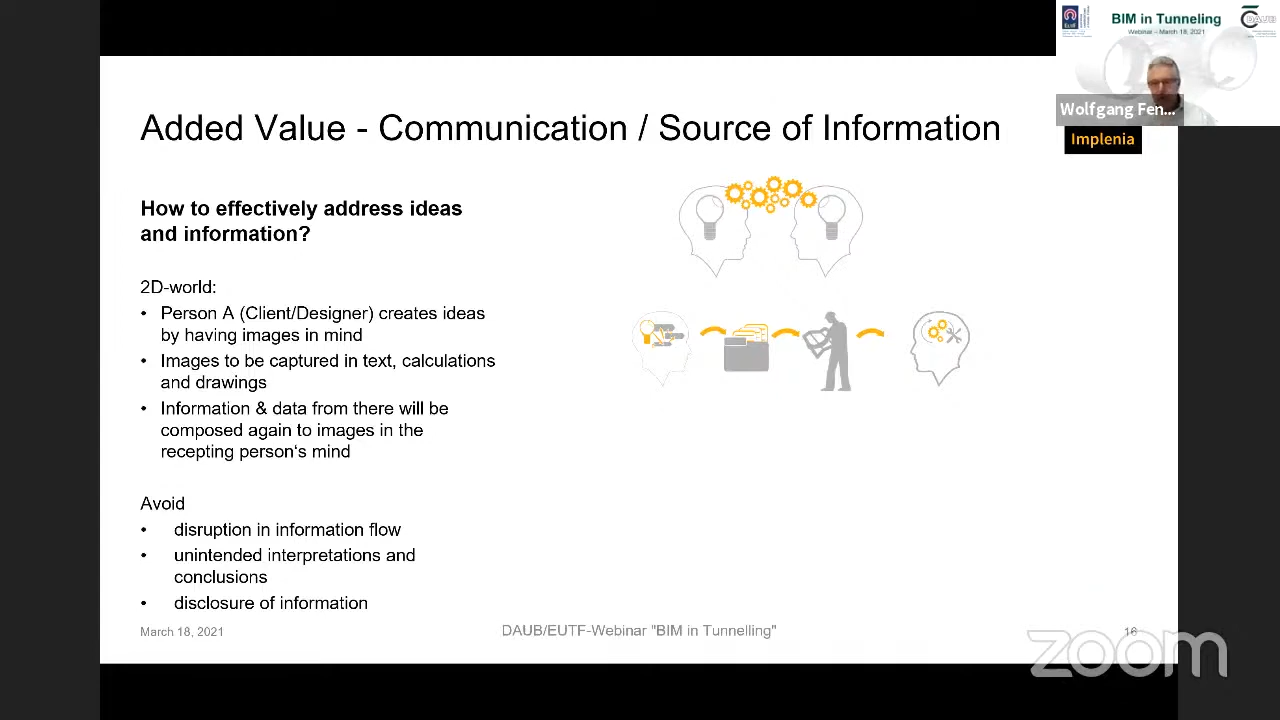 BIM in Tunneling
Webinar – March 18, 2021
DAUB
Wolfgang Fen...
Implenia
Added Value - Communication / Source of Information
How to effectively address ideas
and information?
2D-world:
• Person A (Client/Designer) creates ideas
by having images in mind
• Images to be captured in text, calculations
and drawings
• Information & data from there will be
composed again to images in the
recepting person‘s mind
Avoid
• disruption in information flow
• unintended interpretations and
conclusions
• disclosure of information
March 18, 2021
DAUB/EUTF-Webinar "BIM in Tunnelling"
16
zoom